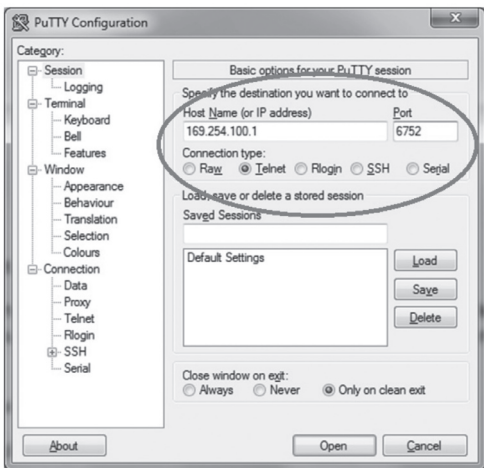 PuTTY Configuration
Category:
Session
Logging
Terminal
Keyboard
Bell
Features
Window
Appearance
Behaviour
Translation
Selection
Colours
Connection
Data
Proxy
Telnet
Rlogin
SSH
Serial
Basic options for your PuTTY session
Specify the destination you want to connect to
Host Name (or IP address) Port
169.254.100.1 6752
Connection type:
Raw Telnet Rlogin SSH Serial
Load, save or delete a stored session
Saved Sessions
Default Settings
Load
Save
Delete
Close window on exit:
Always Never Only on clean exit
About Open Cancel